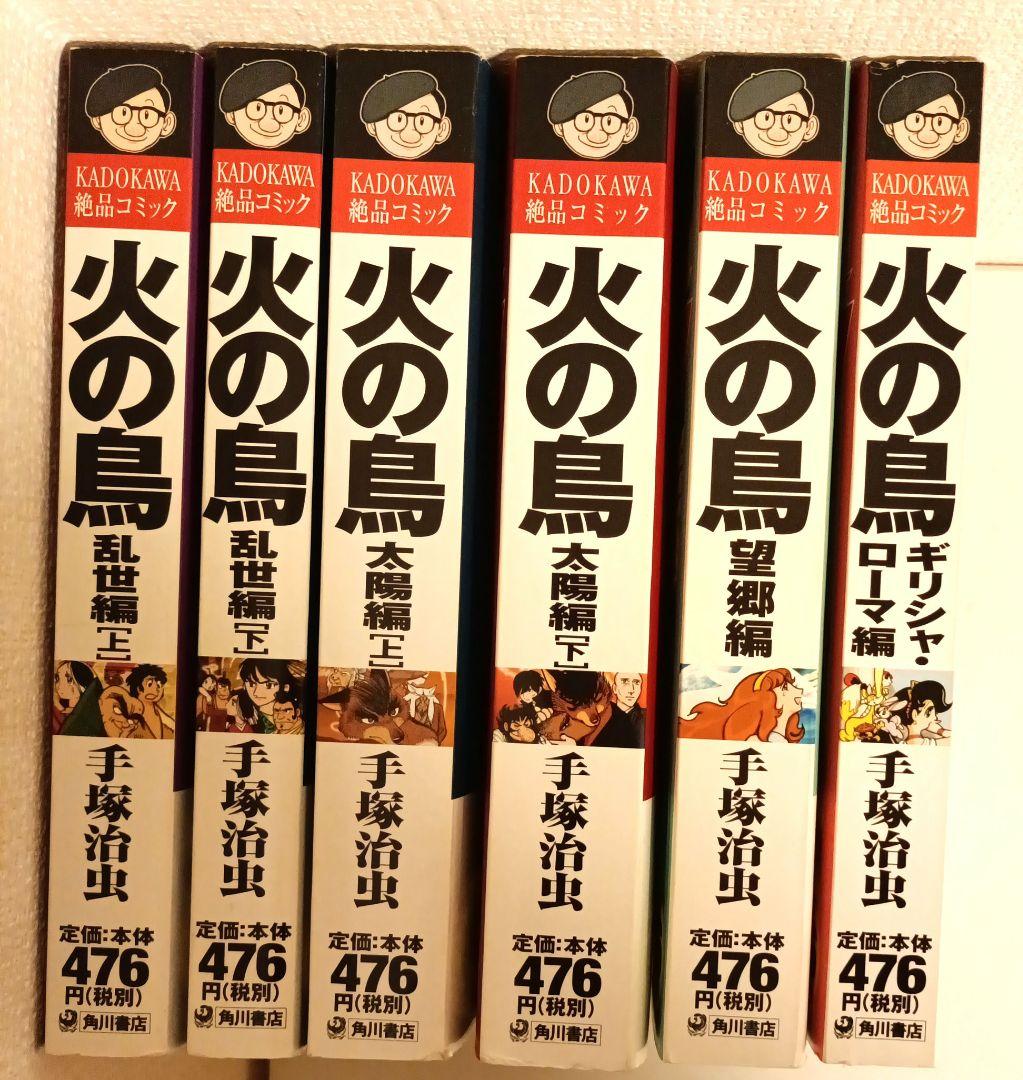 KADOKAWA
絶品コミック
火の鳥
乱世編[上]
手塚治虫
定価:本体
476
円(税別)
角川書店
KADOKAWA
絶品コミック
火の鳥
乱世編[下]
手塚治虫
定価:本体
476
円(税別)
角川書店
KADOKAWA
絶品コミック
火の鳥
太陽編[上]
手塚治虫
定価:本体
476
円(税別)
角川書店
KADOKAWA
絶品コミック
火の鳥
太陽編[下]
手塚治虫
定価:本体
476
円(税別)
角川書店
KADOKAWA
絶品コミック
火の鳥
望郷編
手塚治虫
定価:本体
476
円(税別)
角川書店
KADOKAWA
絶品コミック
火の鳥
ギリシャ・
ローマ編
手塚治虫
定価:本体
476
円(税別)
角川書店